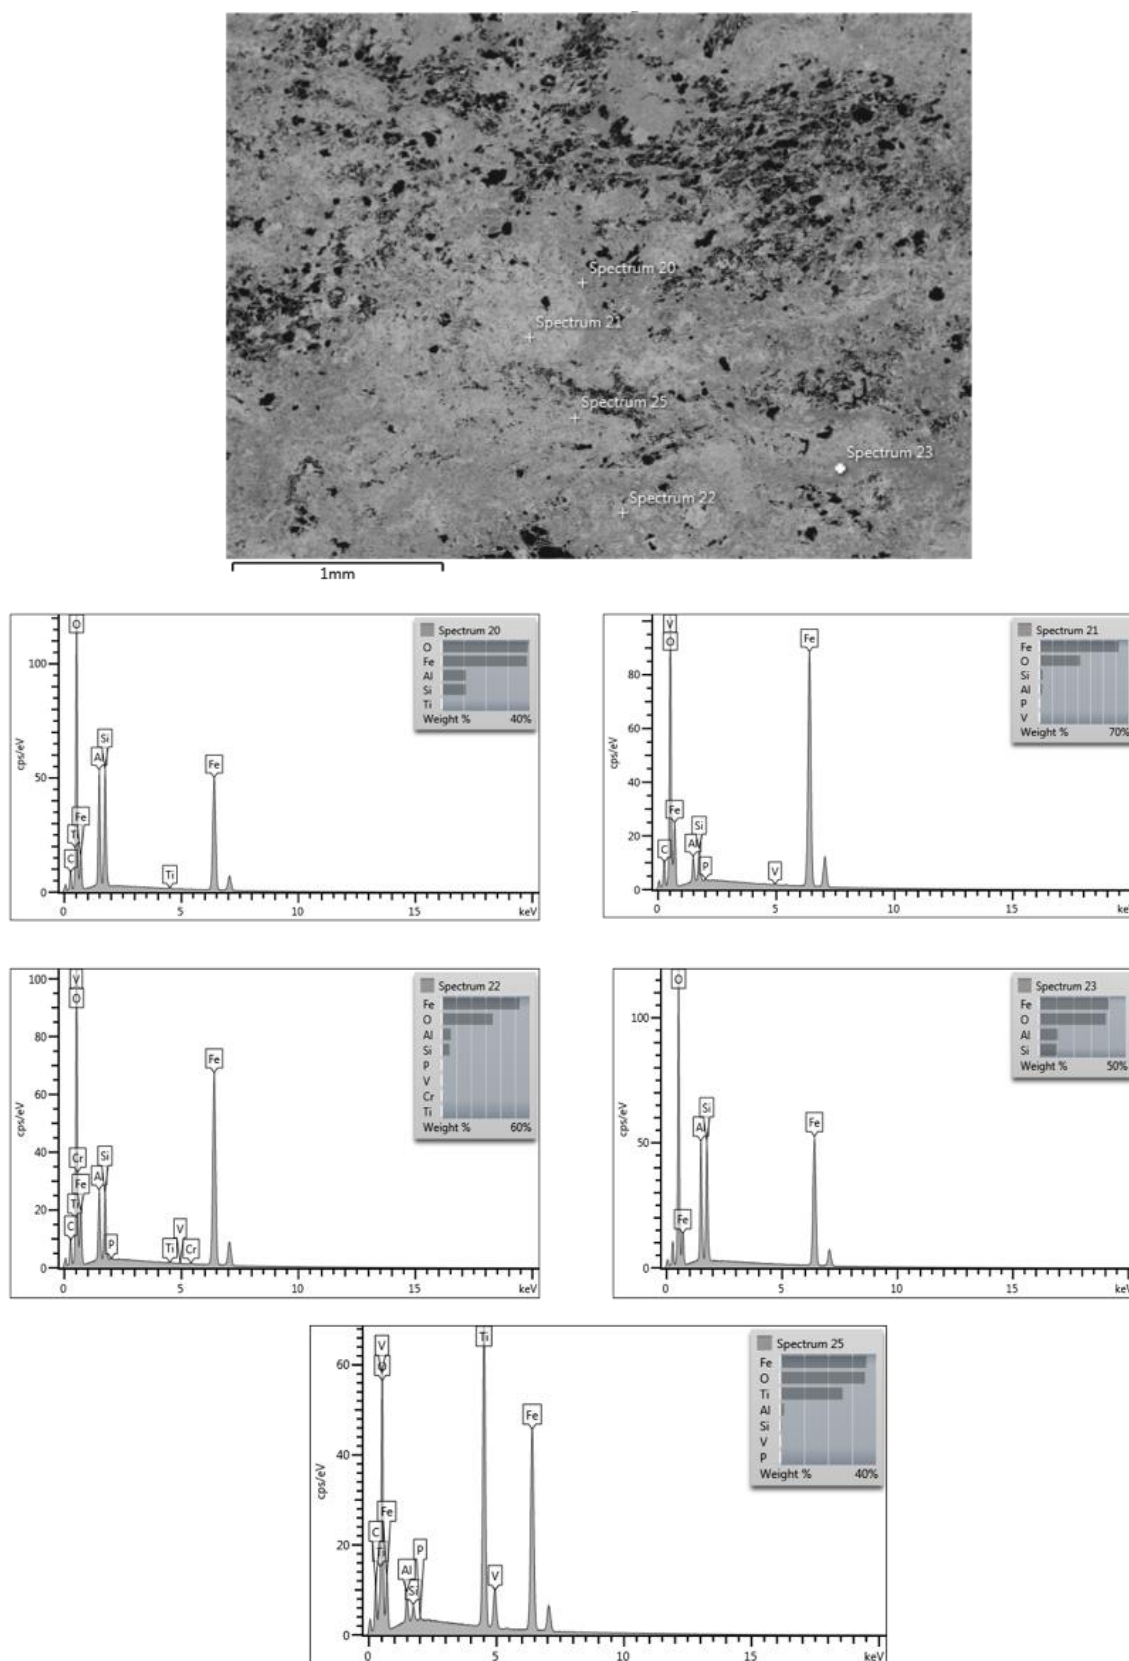 Spectrum 20
Spectrum 21
Spectrum 25
Spectrum 23
Spectrum 22
1mm
O
Spectrum 20
O
Fe
Al
Si
Ti
Weight % 40%
100
50
0
cps/eV
Si
Al
Fe
Fe
Ti
C
Ti
0 5 10 15 keV
V
O
Fe
Spectrum 21
Fe
O
Si
Al
P
V
Weight % 70%
80
60
40
20
0
cps/eV
Fe
Si
Al
C
P
V
0 5 10 15 keV
V
O
Spectrum 22
Fe
O
Al
Si
P
V
Cr
Ti
Weight % 60%
100
80
60
40
20
0
cps/eV
Fe
Cr
Si
Al
Fe
Ti
C
P
V
Ti
Cr
0 5 10 15 keV
O
Spectrum 23
Fe
O
Al
Si
Weight % 50%
100
50
0
cps/eV
Si
Al
Fe
Fe
0 5 10 15 keV
V
O
Ti
Spectrum 25
Fe
O
Ti
Al
Si
V
P
Weight % 40%
60
40
20
0
cps/eV
Fe
Fe
C
Ti
P
Al
Si
V
0 5 10 15 keV